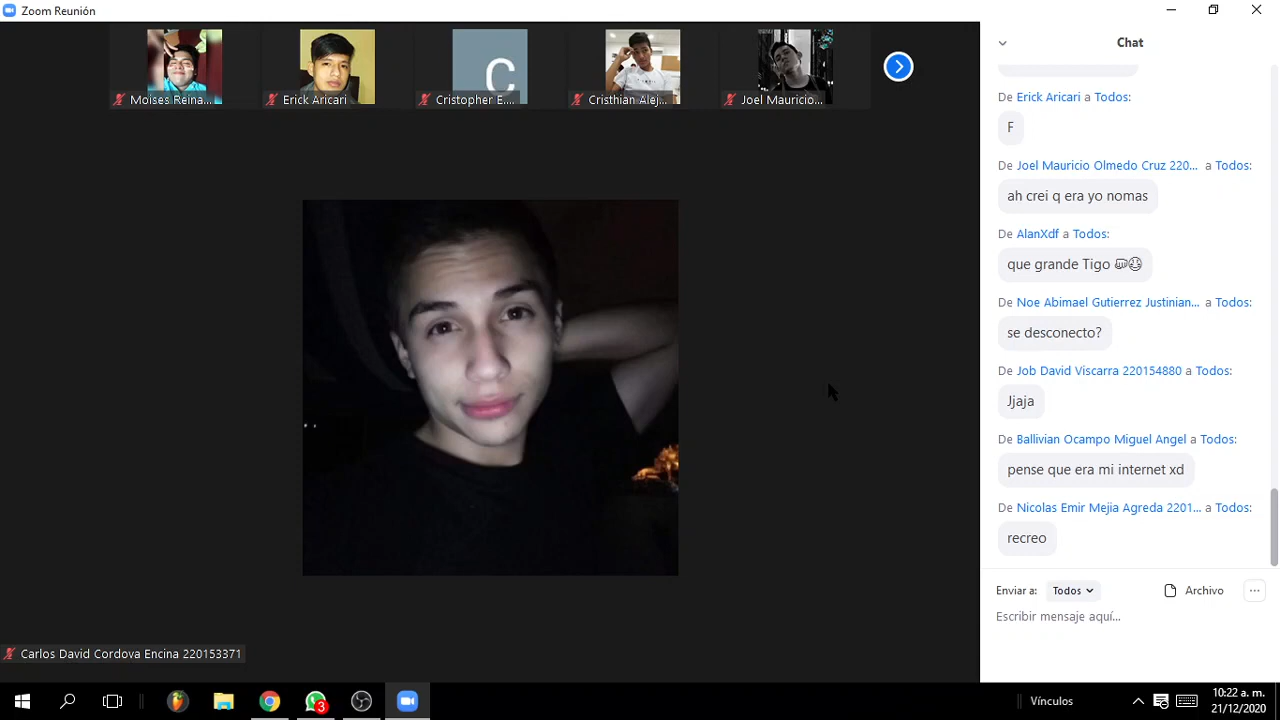 Zoom Reunión
Moises Reina...
Erick Aricari
C
Cristopher E...
Cristhian Alej...
Joel Mauricio...
Carlos David Cordova Encina 220153371
Chat
De Erick Aricari a Todos:
F
De Joel Mauricio Olmedo Cruz 220... a Todos:
ah crei q era yo nomas
De AlanXdf a Todos:
que grande Tigo
De Noe Abimael Gutierrez Justinian... a Todos:
se desconecto?
De Job David Viscarra 220154880 a Todos:
Jjaja
De Ballivian Ocampo Miguel Angel a Todos:
pense que era mi internet xd
De Nicolas Emir Mejia Agreda 2201... a Todos:
recreo
Enviar a: Todos Archivo ...
Escribir mensaje aquí...
3
Vínculos
10:22 a. m.
21/12/2020